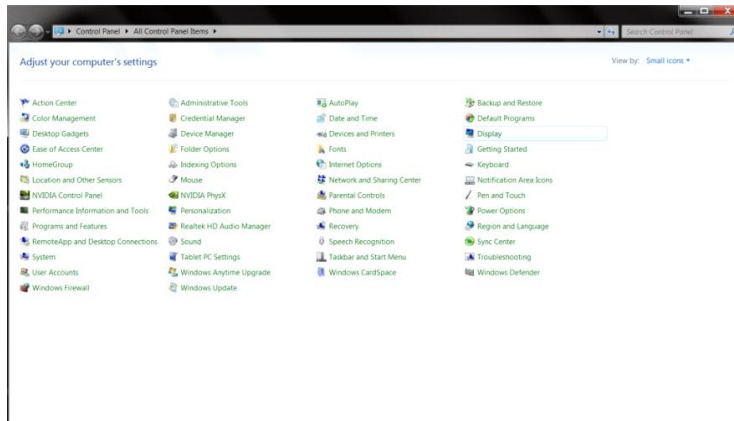 Control Panel ▸ All Control Panel Items ▸ Search Control Panel
Adjust your computer's settings View by: Small icons
Action Center Administrative Tools AutoPlay Backup and Restore
Color Management Credential Manager Date and Time Default Programs
Desktop Gadgets Device Manager Devices and Printers Display
Ease of Access Center Folder Options Fonts Getting Started
HomeGroup Indexing Options Internet Options Keyboard
Location and Other Sensors Mouse Network and Sharing Center Notification Area Icons
NVIDIA Control Panel NVIDIA PhysX Parental Controls Pen and Touch
Performance Information and Tools Personalization Phone and Modem Power Options
Programs and Features Realtek HD Audio Manager Recovery Region and Language
RemoteApp and Desktop Connections Sound Speech Recognition Sync Center
System Tablet PC Settings Taskbar and Start Menu Troubleshooting
User Accounts Windows Anytime Upgrade Windows CardSpace Windows Defender
Windows Firewall Windows Update